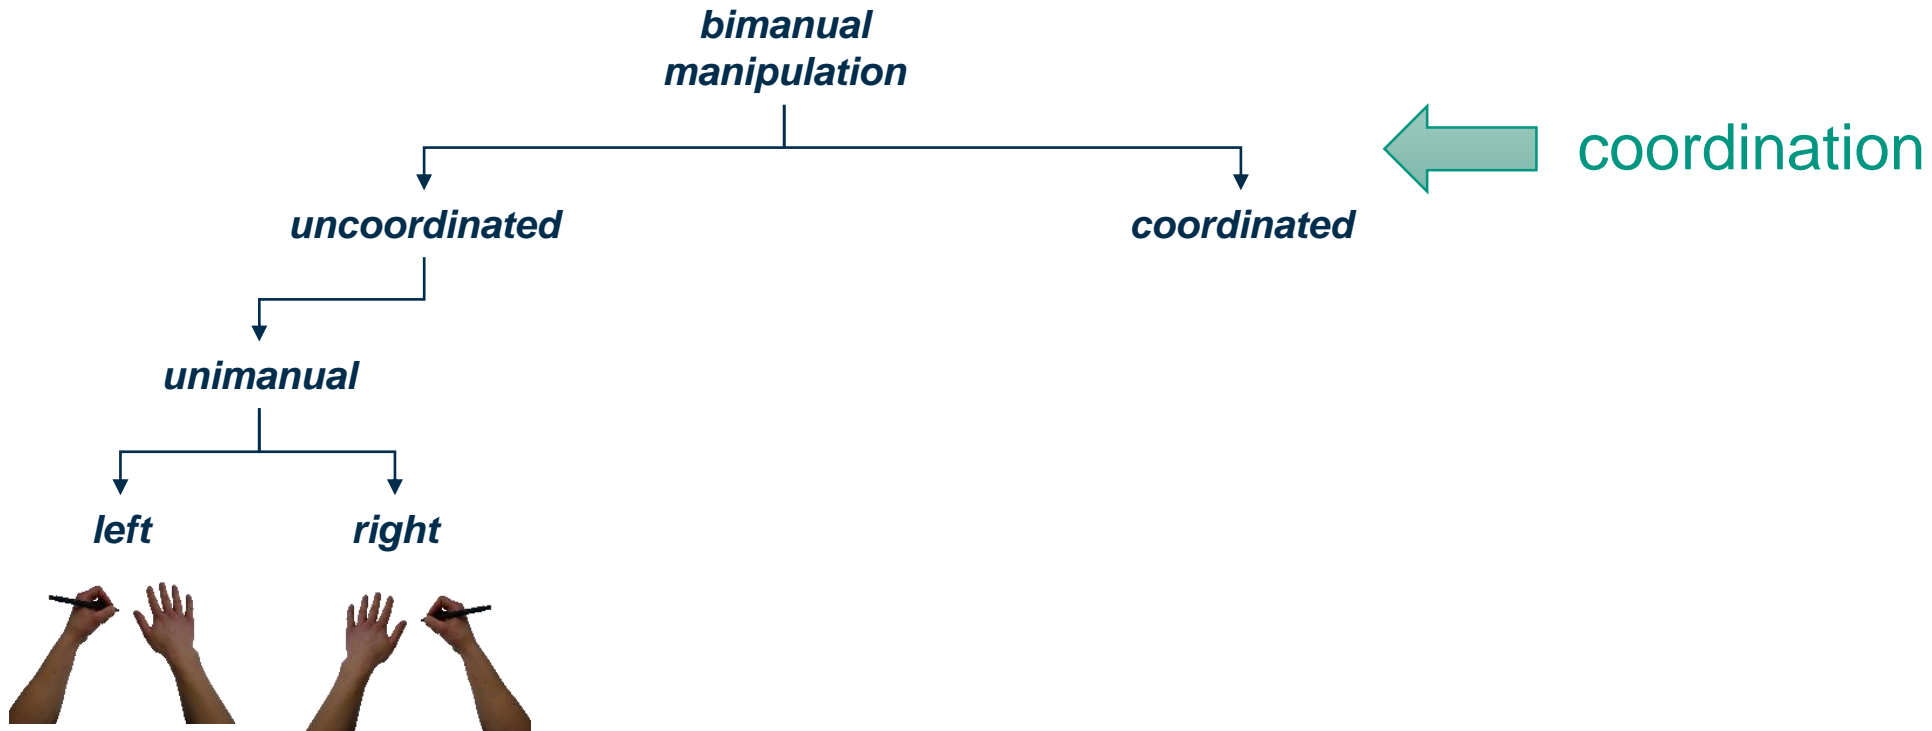 bimanual
manipulation
coordination
uncoordinated
coordinated
unimanual
left
right